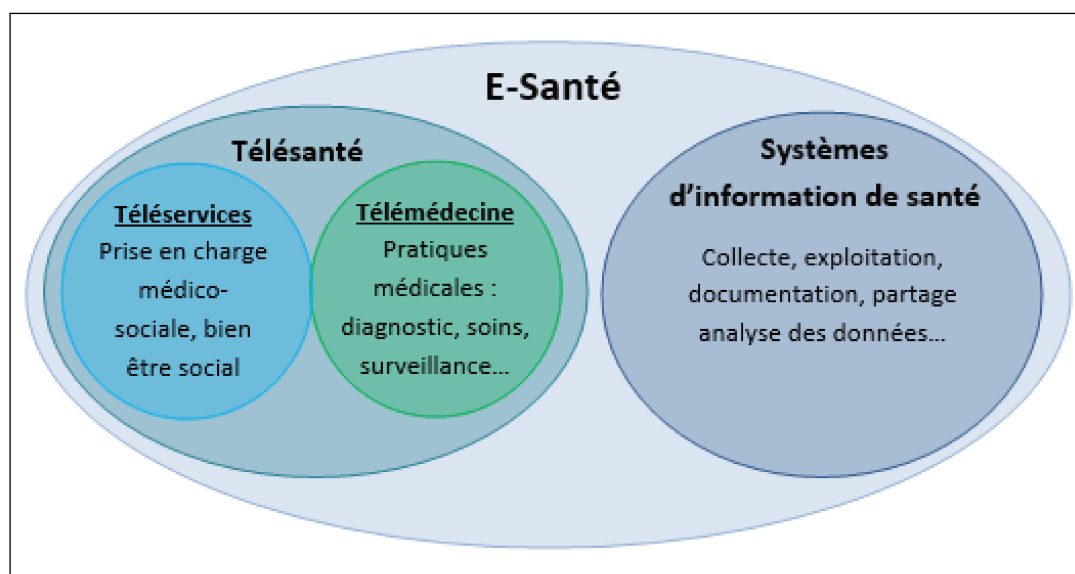 E-Santé
Télésanté
Téléservices
Prise en charge
médico-
sociale, bien
être social
Télémédecine
Pratiques
médicales :
diagnostic, soins,
surveillance...
Systèmes
d’information de santé
Collecte, exploitation,
documentation, partage
analyse des données...